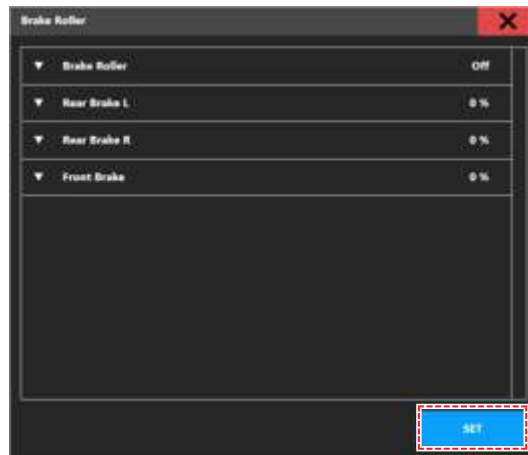 Brake Roller
Brake Roller Off
Rear Brake L 0 %
Rear Brake R 0 %
Front Brake 0 %
SET